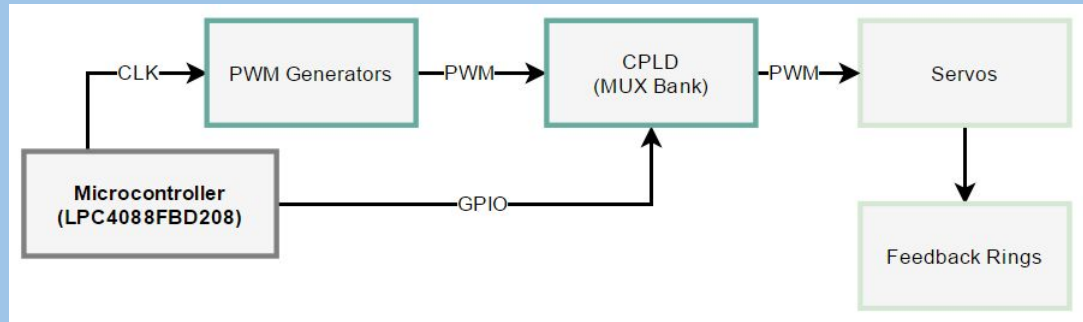 CLK
PWM Generators
PWM
CPLD
(MUX Bank)
PWM
Servos
Microcontroller
(LPC4088FBD208)
GPIO
Feedback Rings